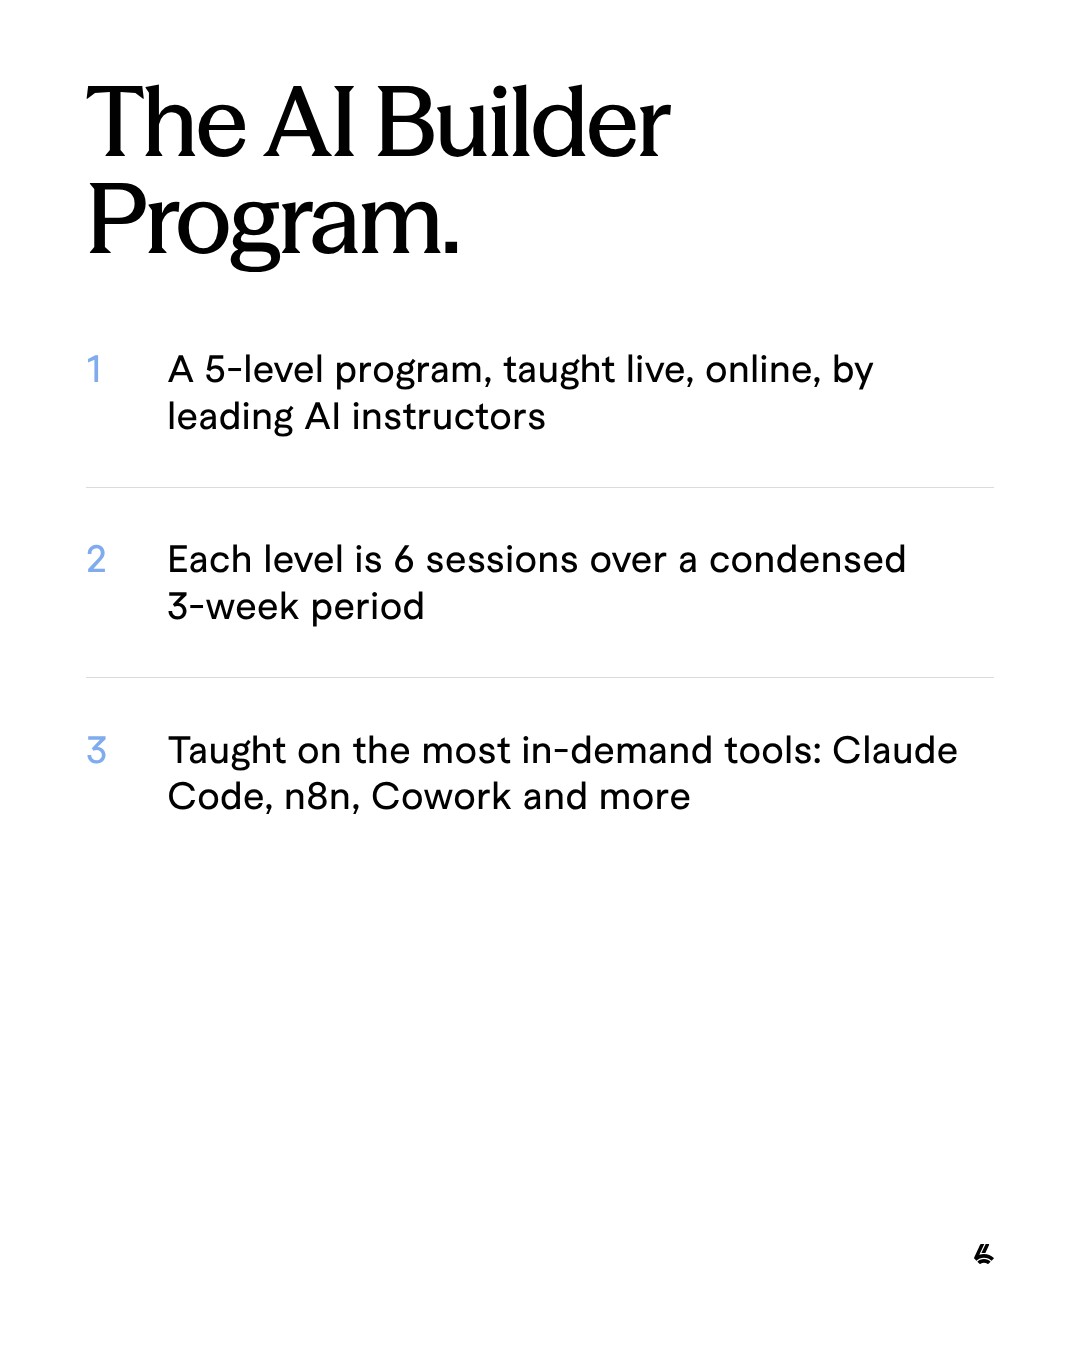 The AI Builder
Program.
1 A 5-level program, taught live, online, by
leading AI instructors
2 Each level is 6 sessions over a condensed
3-week period
3 Taught on the most in-demand tools: Claude
Code, n8n, Cowork and more